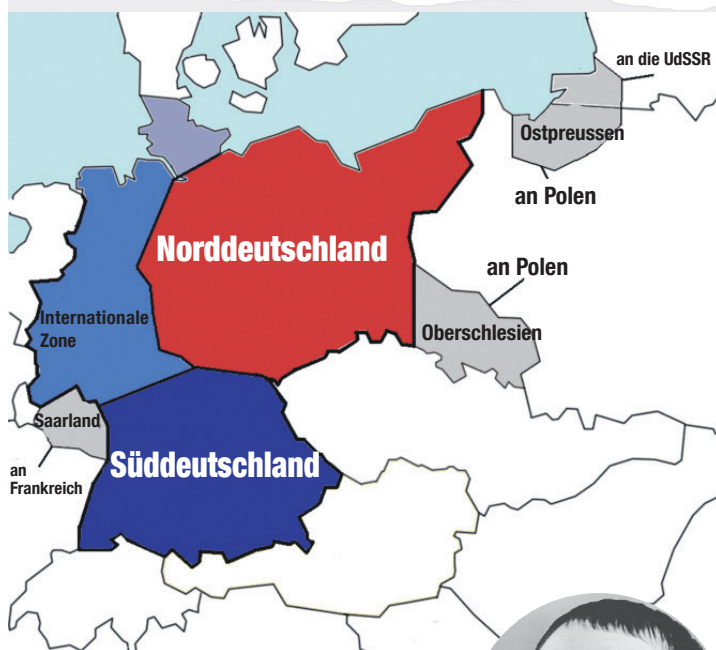 an die UdSSR
Ostpreussen
an Polen
Norddeutschland
an Polen
Internationale
Zone
Oberschlesien
Saarland
Süddeutschland
an
Frankreich